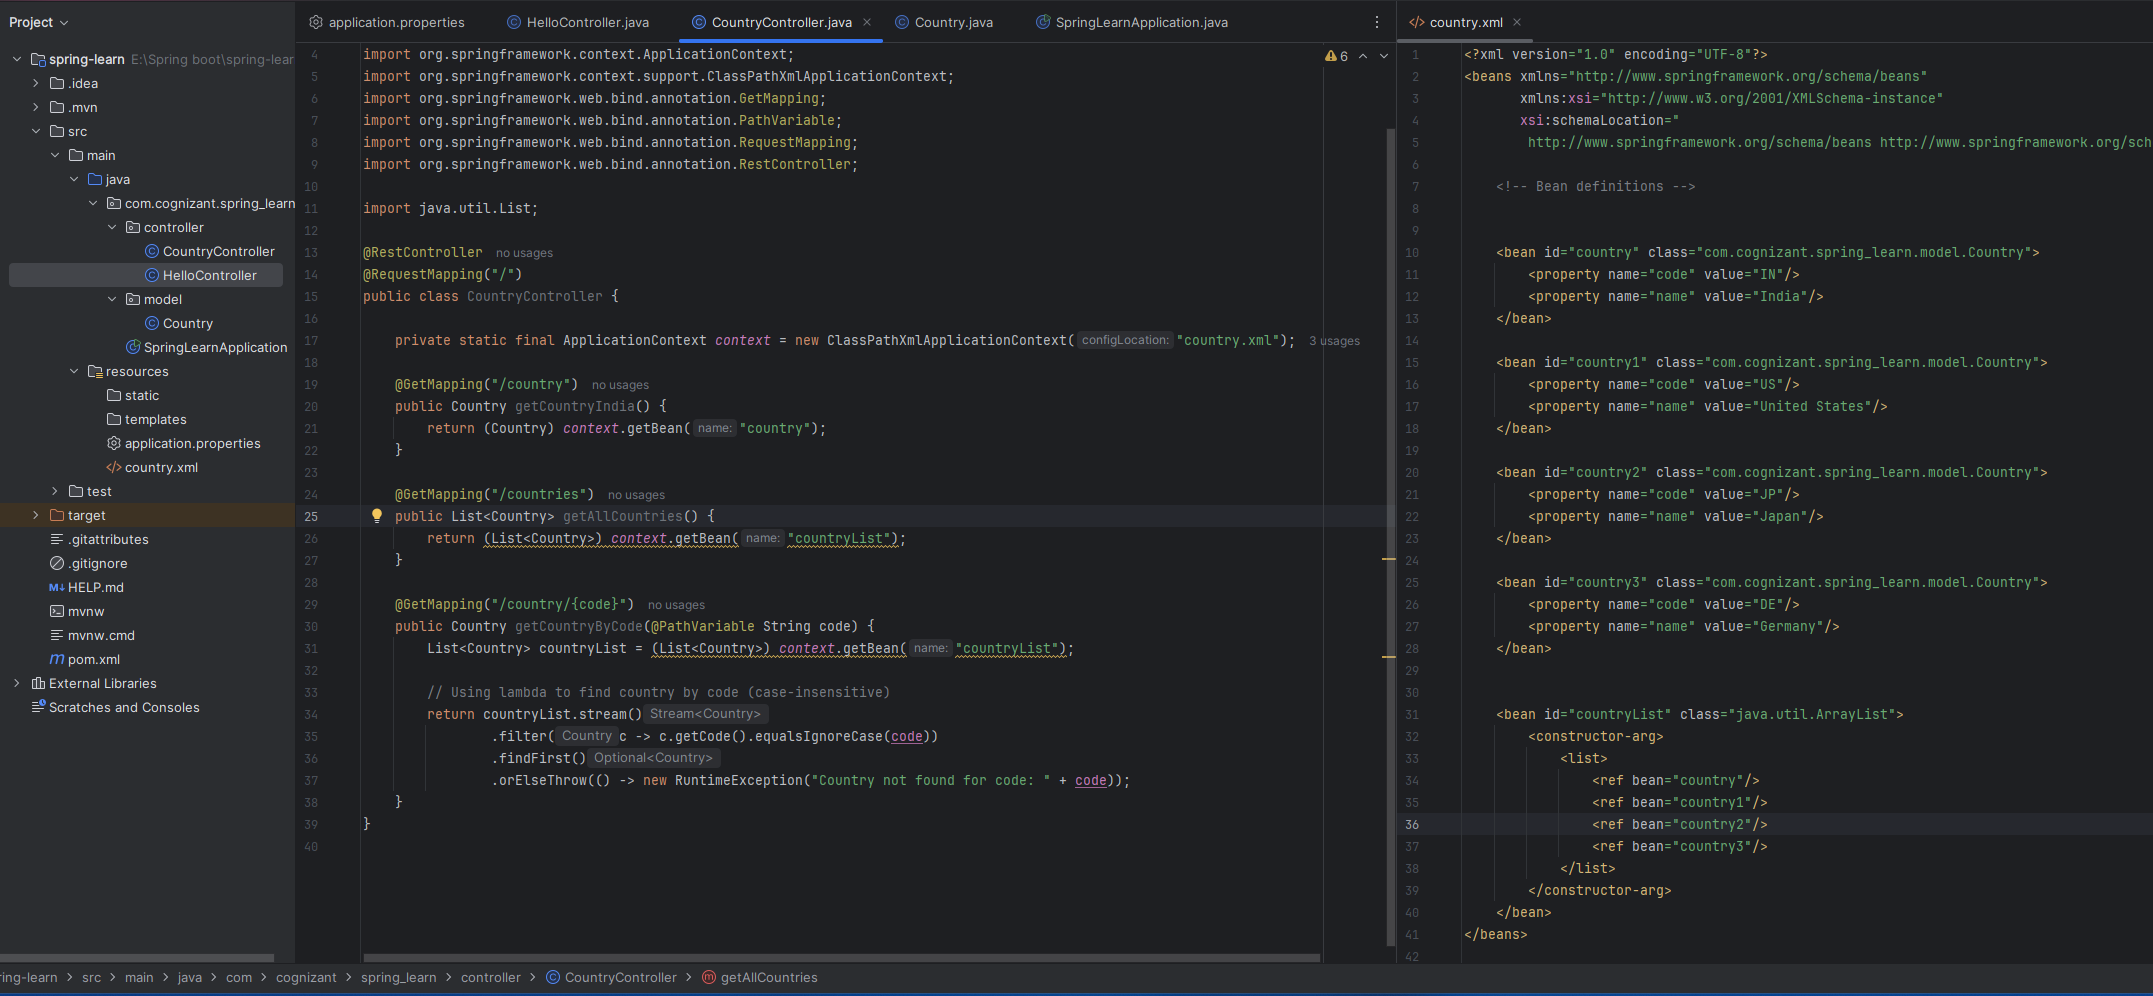 Project
spring-learn E:\Spring boot\spring-lear
.idea
.mvn
src
main
java
com.cognizant.spring_learn
controller
CountryController
HelloController
model
Country
SpringLearnApplication
resources
static
templates
application.properties
country.xml
test
target
.gitattributes
.gitignore
HELP.md
mvnw
mvnw.cmd
pom.xml
External Libraries
Scratches and Consoles
application.properties HelloController.java CountryController.java Country.java SpringLearnApplication.java
6
4 import org.springframework.context.ApplicationContext;
5 import org.springframework.context.support.ClassPathXmlApplicationContext;
6 import org.springframework.web.bind.annotation.GetMapping;
7 import org.springframework.web.bind.annotation.PathVariable;
8 import org.springframework.web.bind.annotation.RequestMapping;
9 import org.springframework.web.bind.annotation.RestController;
10
11 import java.util.List;
12
13 @RestController no usages
14 @RequestMapping("/")
15 public class CountryController {
16
17 private static final ApplicationContext context = new ClassPathXmlApplicationContext( configLocation: "country.xml"); 3 usages
18
19 @GetMapping("/country") no usages
20 public Country getCountryIndia() {
21 return (Country) context.getBean( name: "country");
22 }
23
24 @GetMapping("/countries") no usages
25 public List<Country> getAllCountries() {
26 return (List<Country>) context.getBean( name: "countryList");
27 }
28
29 @GetMapping("/country/{code}") no usages
30 public Country getCountryByCode(@PathVariable String code) {
31 List<Country> countryList = (List<Country>) context.getBean( name: "countryList");
32
33 // Using lambda to find country by code (case-insensitive)
34 return countryList.stream() Stream<Country>
35 .filter( Country c -> c.getCode().equalsIgnoreCase(code))
36 .findFirst() Optional<Country>
37 .orElseThrow(() -> new RuntimeException("Country not found for code: " + code));
38 }
39 }
40
country.xml
1 <?xml version="1.0" encoding="UTF-8"?>
2 <beans xmlns="http://www.springframework.org/schema/beans"
3 xmlns:xsi="http://www.w3.org/2001/XMLSchema-instance"
4 xsi:schemaLocation="
5 http://www.springframework.org/schema/beans http://www.springframework.org/sch
6
7 <!-- Bean definitions -->
8
9
10 <bean id="country" class="com.cognizant.spring_learn.model.Country">
11 <property name="code" value="IN"/>
12 <property name="name" value="India"/>
13 </bean>
14
15 <bean id="country1" class="com.cognizant.spring_learn.model.Country">
16 <property name="code" value="US"/>
17 <property name="name" value="United States"/>
18 </bean>
19
20 <bean id="country2" class="com.cognizant.spring_learn.model.Country">
21 <property name="code" value="JP"/>
22 <property name="name" value="Japan"/>
23 </bean>
24
25 <bean id="country3" class="com.cognizant.spring_learn.model.Country">
26 <property name="code" value="DE"/>
27 <property name="name" value="Germany"/>
28 </bean>
29
30
31 <bean id="countryList" class="java.util.ArrayList">
32 <constructor-arg>
33 <list>
34 <ref bean="country"/>
35 <ref bean="country1"/>
36 <ref bean="country2"/>
37 <ref bean="country3"/>
38 </list>
39 </constructor-arg>
40 </bean>
41 </beans>
42
ring-learn > src > main > java > com > cognizant > spring_learn > controller > CountryController > getAllCountries